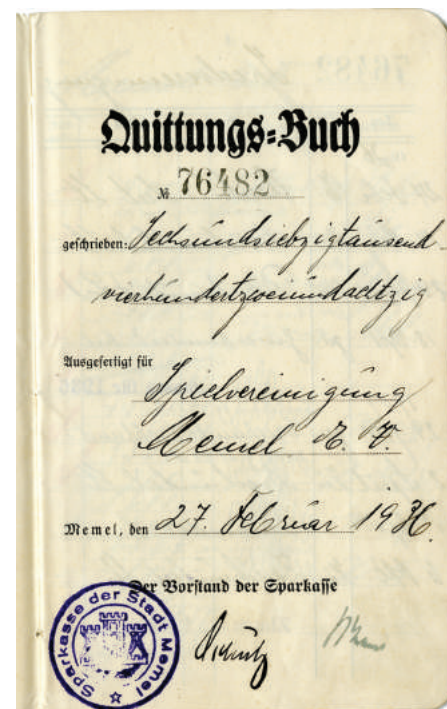 Quittungs-Buch
№ 76482
geschrieben: Sechsundsiebzigtausend-
vierhundertzweiundachtzig
Ausgefertigt für
Spielvereinigung
Memel E. V.
Memel, den 27. Februar 1936.
Der Vorstand der Sparkasse
Sparkasse der Stadt Memel